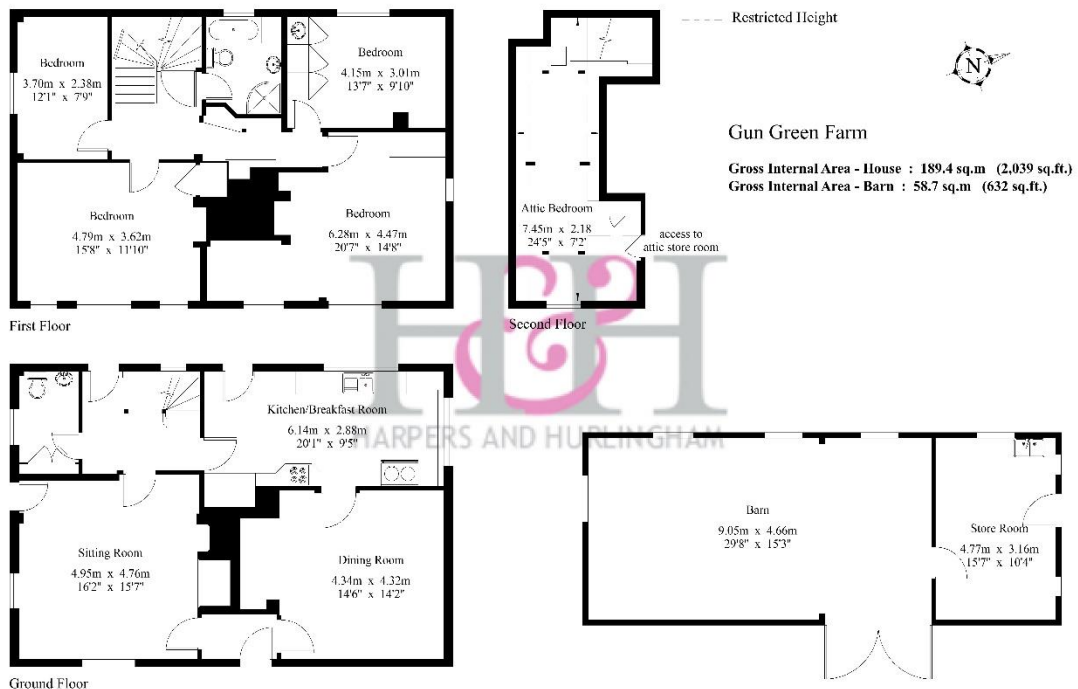 Restricted Height
N
Gun Green Farm
Gross Internal Area - House : 189.4 sq.m (2,039 sq.ft.)
Gross Internal Area - Barn : 58.7 sq.m (632 sq.ft.)
Bedroom
3.70m x 2.38m
12'1" x 7'9"
Bedroom
4.15m x 3.01m
13'7" x 9'10"
Bedroom
4.79m x 3.62m
15'8" x 11'10"
Bedroom
6.28m x 4.47m
20'7" x 14'8"
First Floor
Attic Bedroom
7.45m x 2.18
24'5" x 7'2'
access to
attic store room
Second Floor
H&H
HARPERS AND HURLINGHAM
Kitchen/Breakfast Room
6.14m x 2.88m
20'1" x 9'5"
Sitting Room
4.95m x 4.76m
16'2" x 15'7"
Dining Room
4.34m x 4.32m
14'6" x 14'2"
Ground Floor
Barn
9.05m x 4.66m
29'8" x 15'3"
Store Room
4.77m x 3.16m
15'7" x 10'4"